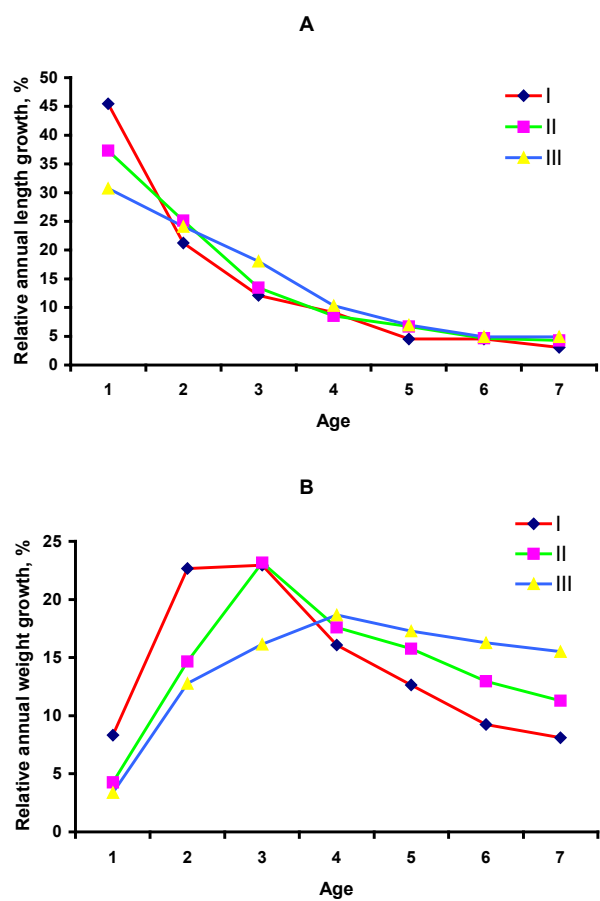 A
Relative annual length growth, %
50
45
40
35
30
25
20
15
10
5
0
I
II
III
1 2 3 4 5 6 7
Age
B
Relative annual weight growth, %
25
20
15
10
5
0
I
II
III
1 2 3 4 5 6 7
Age